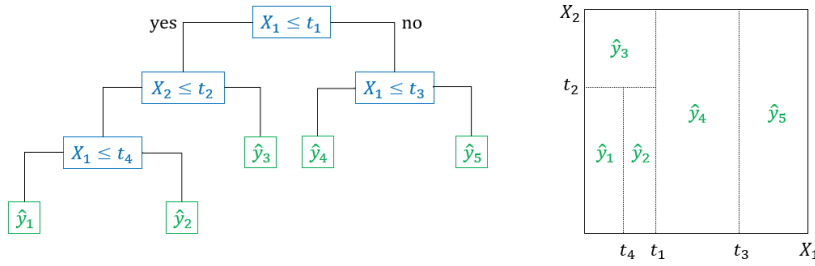 yes X₁ ≤ t₁ no
X₂ ≤ t₂ X₁ ≤ t₃
X₁ ≤ t₄ ŷ₃ ŷ₄ ŷ₅
ŷ₁ ŷ₂
X₂
ŷ₃
t₂
ŷ₄ ŷ₅
ŷ₁ ŷ₂
t₄ t₁ t₃ X₁